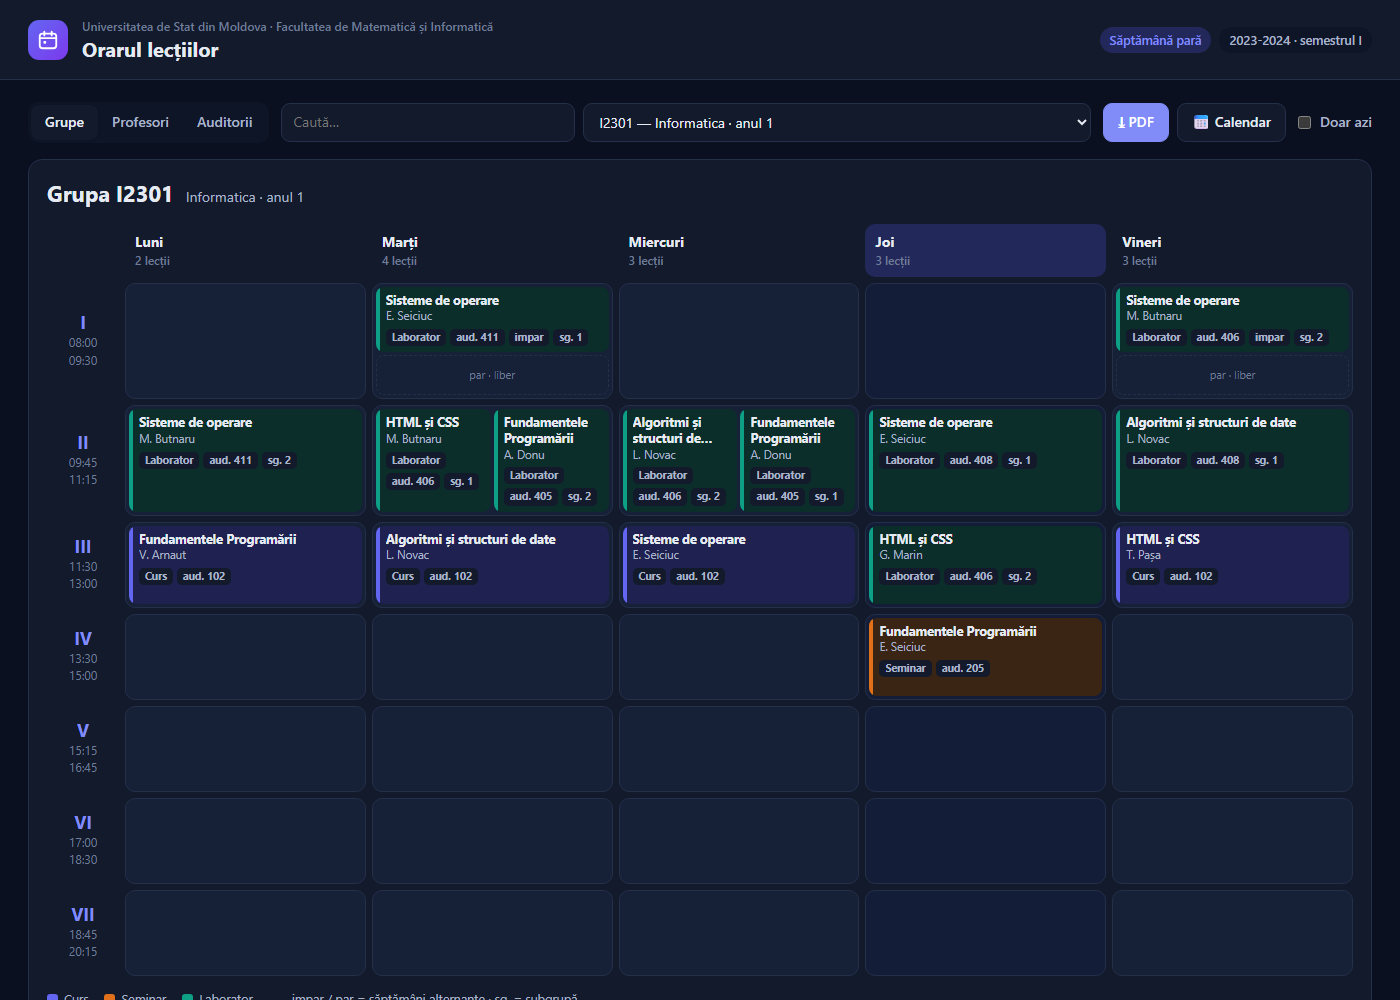 Universitatea de Stat din Moldova · Facultatea de Matematică și Informatică
Orarul lecțiilor
Săptămână pară
2023-2024 · semestrul I
Grupe
Profesori
Auditorii
Caută...
I2301 — Informatica · anul 1
PDF
Calendar
Doar azi
Grupa I2301
Informatica · anul 1
Luni
2 lecții
Marți
4 lecții
Miercuri
3 lecții
Joi
3 lecții
Vineri
3 lecții
I
08:00
09:30
Sisteme de operare
E. Seiciuc
Laborator aud. 411 impar sg. 1
par · liber
Sisteme de operare
M. Butnaru
Laborator aud. 406 impar sg. 2
par · liber
II
09:45
11:15
Sisteme de operare
M. Butnaru
Laborator aud. 411 sg. 2
HTML și CSS
M. Butnaru
Laborator
aud. 406 sg. 1
Fundamentele
Programării
A. Donu
Laborator
aud. 405 sg. 2
Algoritmi și
structuri de...
L. Novac
Laborator
aud. 406 sg. 2
Fundamentele
Programării
A. Donu
Laborator
aud. 405 sg. 1
Sisteme de operare
E. Seiciuc
Laborator aud. 408 sg. 1
Algoritmi și structuri de date
L. Novac
Laborator aud. 408 sg. 1
III
11:30
13:00
Fundamentele Programării
V. Arnaut
Curs aud. 102
Algoritmi și structuri de date
L. Novac
Curs aud. 102
Sisteme de operare
E. Seiciuc
Curs aud. 102
HTML și CSS
G. Marin
Laborator aud. 406 sg. 2
HTML și CSS
T. Pașa
Curs aud. 102
IV
13:30
15:00
Fundamentele Programării
E. Seiciuc
Seminar aud. 205
V
15:15
16:45
VI
17:00
18:30
VII
18:45
20:15
Curs Seminar Laborator impar / par = săptămâni alternante · sg. = subgrupă